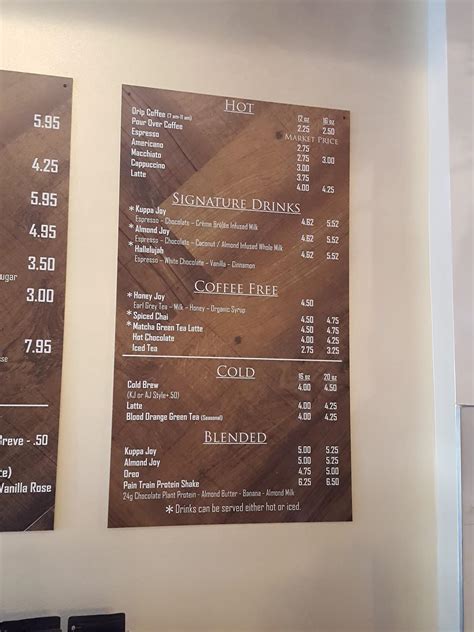 5.95
4.25
5.95
4.95
3.50
ugar
3.00
7.95
Greve - .50
te)
Vanilla Rose
HOT
12 oz 16 oz
Drip Coffee (7 am-11 am) 2.25 2.50
Pour Over Coffee MARKET PRICE
Espresso 2.75
Americano 2.75 3.00
Macchiato 3.00
Cappuccino 3.75
Latte 4.00 4.25
SIGNATURE DRINKS
* Kuppa Joy 4.62 5.52
Espresso - Chocolate - Crème Brûlée Infused Milk
* Almond Joy 4.62 5.52
Espresso - Chocolate - Coconut / Almond Infused Whole Milk
* Hallelujah 4.62 5.52
Espresso - White Chocolate - Vanilla - Cinnamon
COFFEE FREE
* Honey Joy 4.50
Earl Grey Tea - Milk - Honey - Organic Syrup
* Spiced Chai 4.50 4.75
* Matcha Green Tea Latte 4.50 4.75
Hot Chocolate 4.00 4.25
Iced Tea 2.75 3.25
COLD
16 oz 20 oz
Cold Brew 4.00 4.50
(KJ or AJ Style+.50)
Latte 4.00 4.25
Blood Orange Green Tea (Seasonal) 4.00 4.50
BLENDED
Kuppa Joy 5.00 5.25
Almond Joy 5.00 5.25
Oreo 4.75 5.00
Pain Train Protein Shake 6.25 6.50
24g Chocolate Plant Protein - Almond Butter - Banana - Almond Milk
* Drinks can be served either hot or iced.